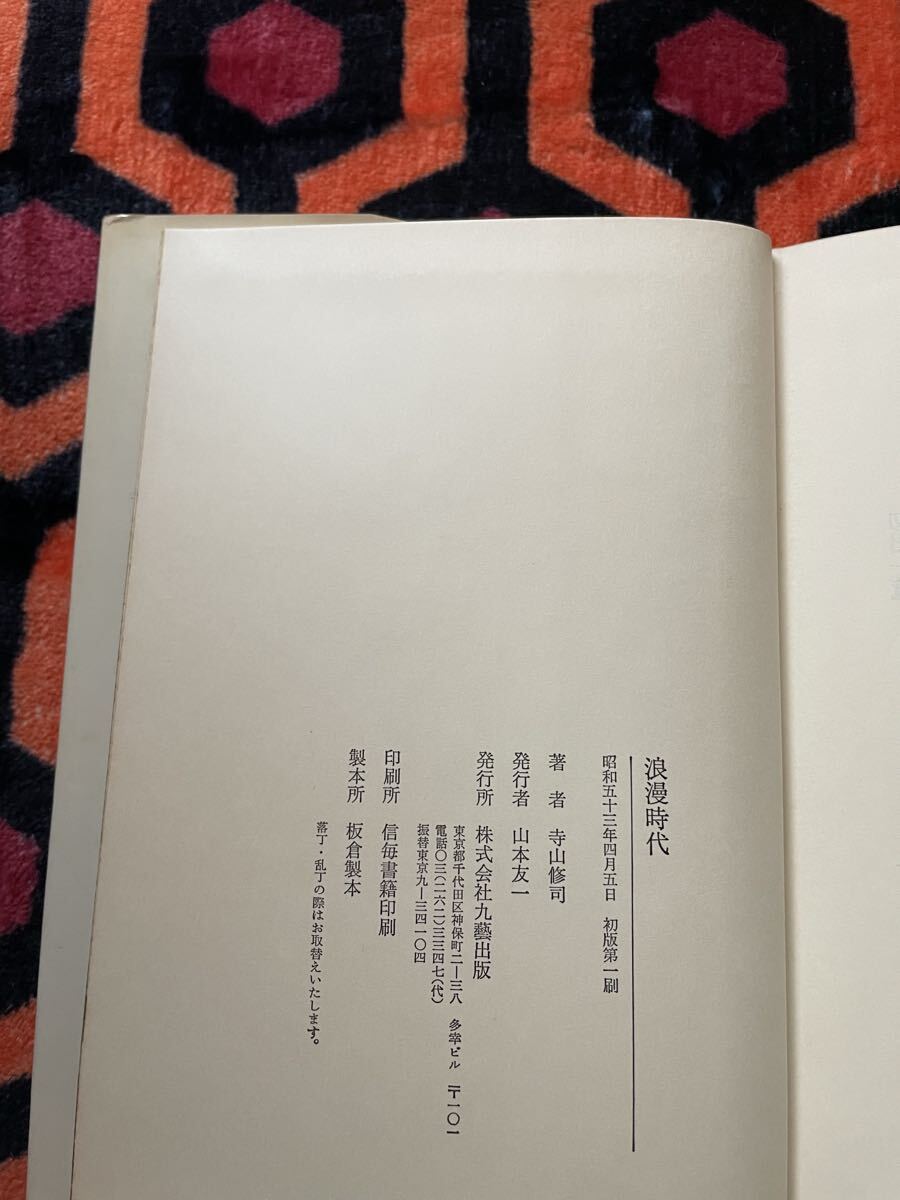 浪漫時代
昭和五十三年四月五日　初版第一刷
著　者　寺山修司
発行者　山本友一
発行所　株式会社九藝出版
東京都千代田区神保町二ー三八　多幸ビル　〒一〇一
電話〇三(二六二)三三四七(代)
振替東京九ー三四一〇四
印刷所　信毎書籍印刷
製本所　板倉製本
落丁・乱丁の際はお取替えいたします。